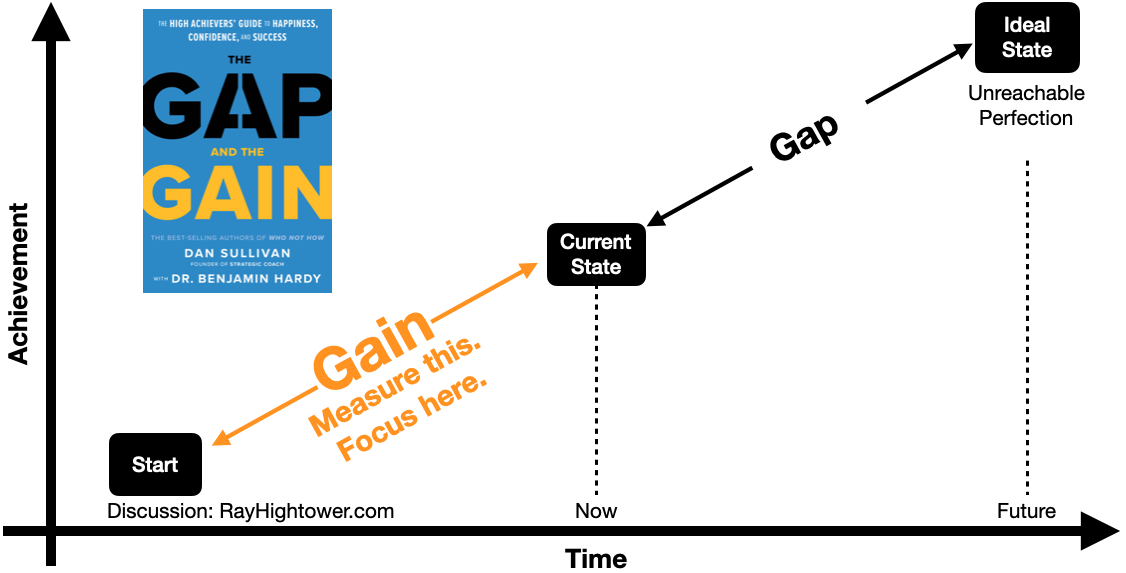 THE HIGH ACHIEVERS' GUIDE TO HAPPINESS,
CONFIDENCE, AND SUCCESS
THE
GAP
AND THE
GAIN
THE BEST-SELLING AUTHORS OF WHO NOT HOW
DAN SULLIVAN
FOUNDER OF STRATEGIC COACH
WITH DR. BENJAMIN HARDY
Ideal
State
Unreachable
Perfection
Gap
Current
State
Gain
Measure this.
Focus here.
Start
Achievement
Discussion: RayHightower.com
Now
Future
Time